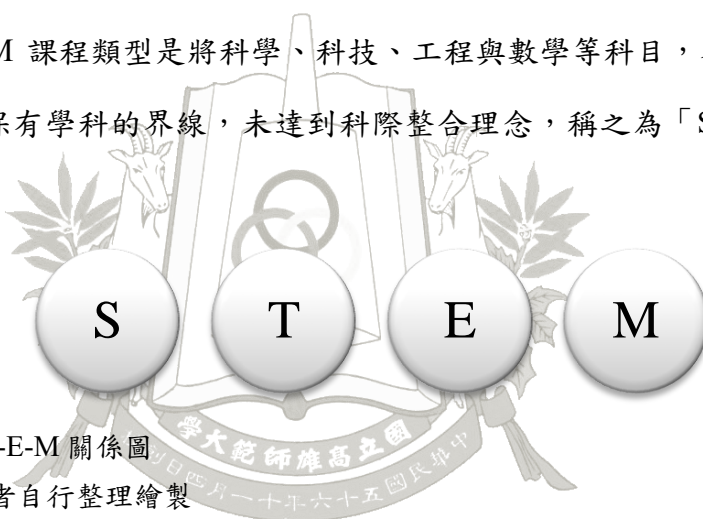 M 課程類型是將科學、科技、工程與數學等科目，
保有學科的界線，未達到科際整合理念，稱之為「S
S T E M
學大範師雄高立國
-E-M 關係圖
者自行整理繪製